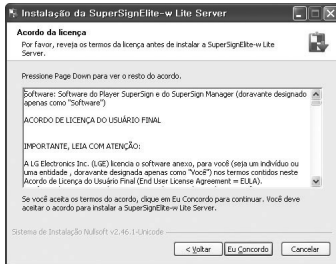 Instalação da SuperSignElite-w Lite Server
Acordo da licença
Por favor, reveja os termos da licença antes de instalar a SuperSignElite-w Lite
Server.
Pressione Page Down para ver o resto do acordo.
Software: Software do Player SuperSign e do SuperSign Manager (doravante designado
apenas como "Software")
ACORDO DE LICENÇA DO USUÁRIO FINAL
IMPORTANTE, LEIA COM ATENÇÃO:
A LG Electronics Inc. (LGE) licencia o software anexo, para você (seja um indivíduo ou
uma entidade , doravante designada apenas como "Você") nos termos contidos neste
Acordo de Licença do Usuário Final (End User License Agreement = EULA).
Se você aceita os termos do acordo, clique em Eu Concordo para continuar. Você deve
aceitar o acordo para instalar a SuperSignElite-w Lite Server.
Sistema de Instalação Nullsoft v2.46.1-Unicode
< Voltar Eu Concordo Cancelar